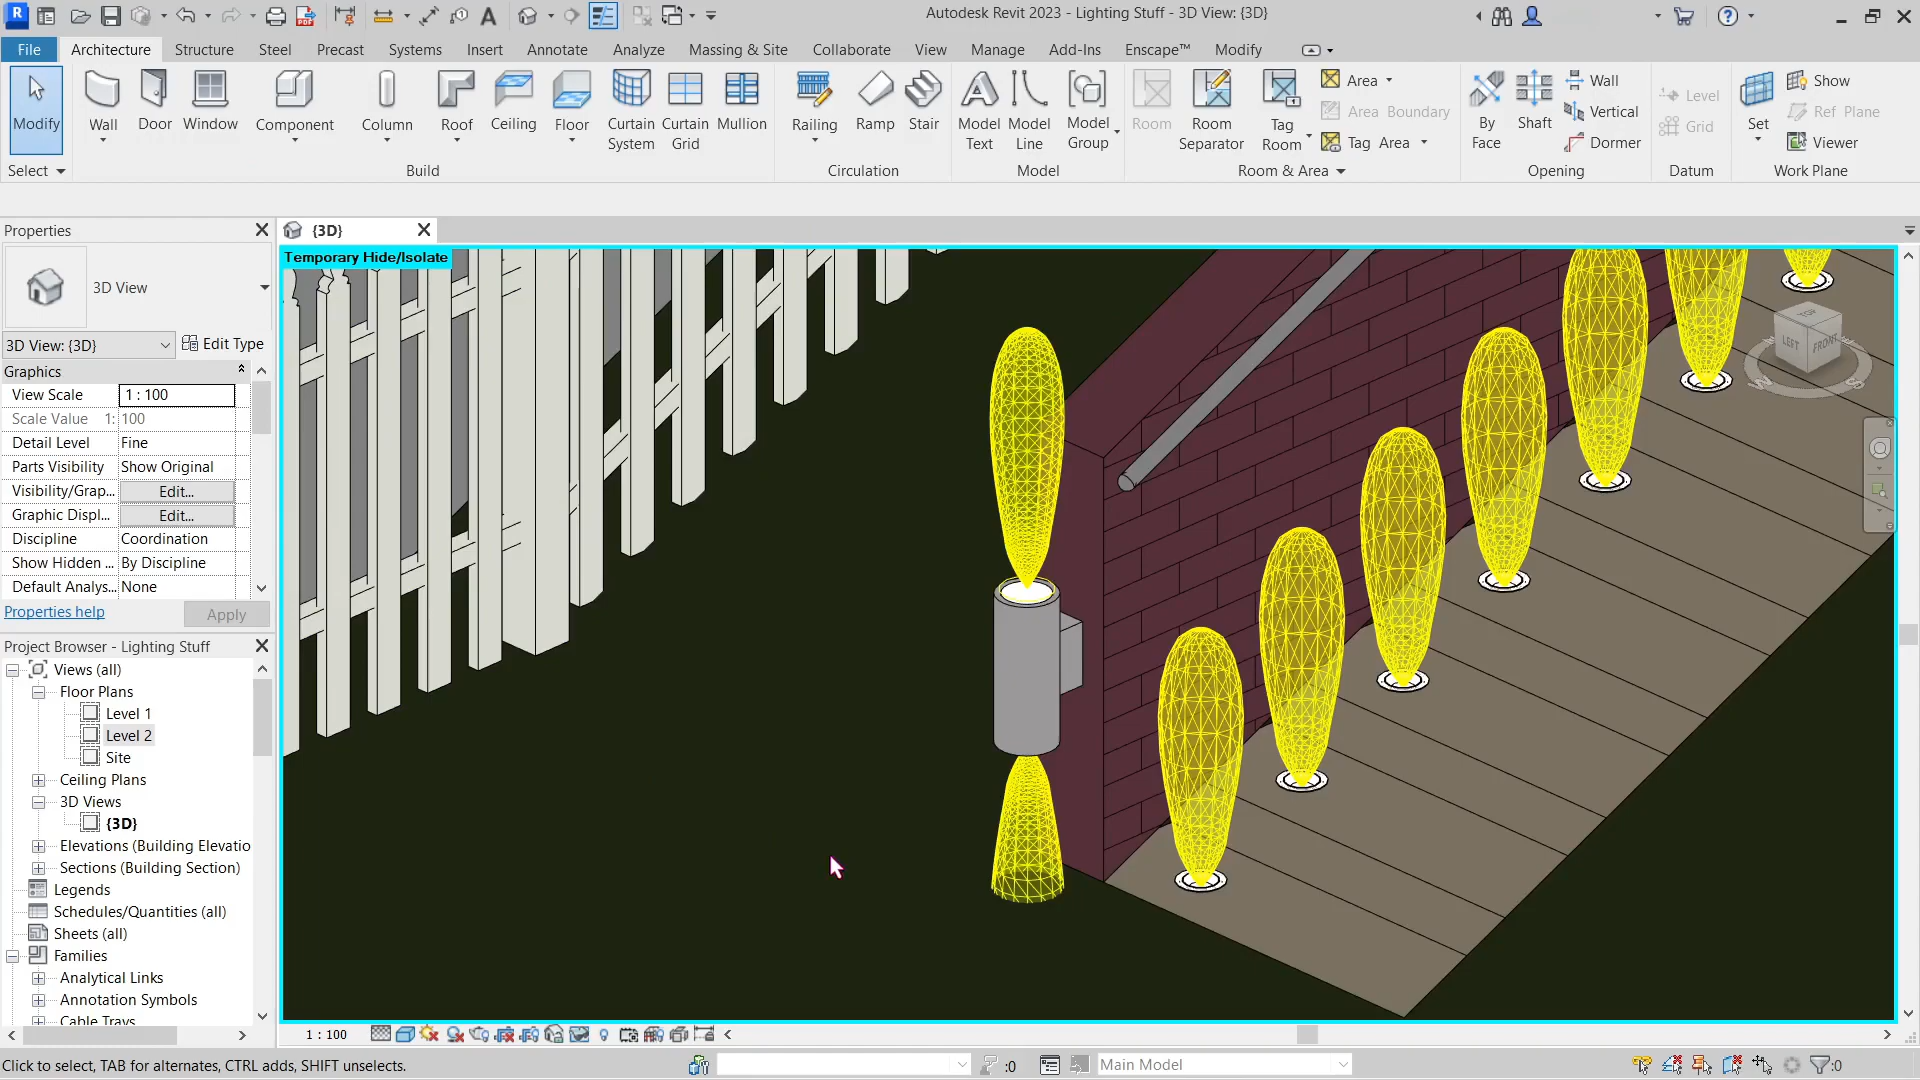 Autodesk Revit 2023 - Lighting Stuff - 3D View: {3D}
File Architecture Structure Steel Precast Systems Insert Annotate Analyze Massing & Site Collaborate View Manage Add-Ins Enscape™ Modify
Modify Wall Door Window Component Column Roof Ceiling Floor Curtain System Curtain Grid Mullion Railing Ramp Stair Model Text Model Line Model Group Room Room Separator Tag Room Area Area Boundary Tag Area By Face Shaft Wall Vertical Dormer Level Grid Set Show Ref Plane Viewer
Select Build Circulation Model Room & Area Opening Datum Work Plane
Properties
{3D}
Temporary Hide/Isolate
3D View
3D View: {3D} Edit Type
Graphics
View Scale 1 : 100
Scale Value 1: 100
Detail Level Fine
Parts Visibility Show Original
Visibility/Grap... Edit...
Graphic Displ... Edit...
Discipline Coordination
Show Hidden ... By Discipline
Default Analys... None
Properties help Apply
Project Browser - Lighting Stuff
Views (all)
Floor Plans
Level 1
Level 2
Site
Ceiling Plans
3D Views
{3D}
Elevations (Building Elevatio
Sections (Building Section)
Legends
Schedules/Quantities (all)
Sheets (all)
Families
Analytical Links
Annotation Symbols
Cable Trays
TOP
LEFT FRONT
1 : 100
Click to select, TAB for alternates, CTRL adds, SHIFT unselects.
:0
Main Model
:0